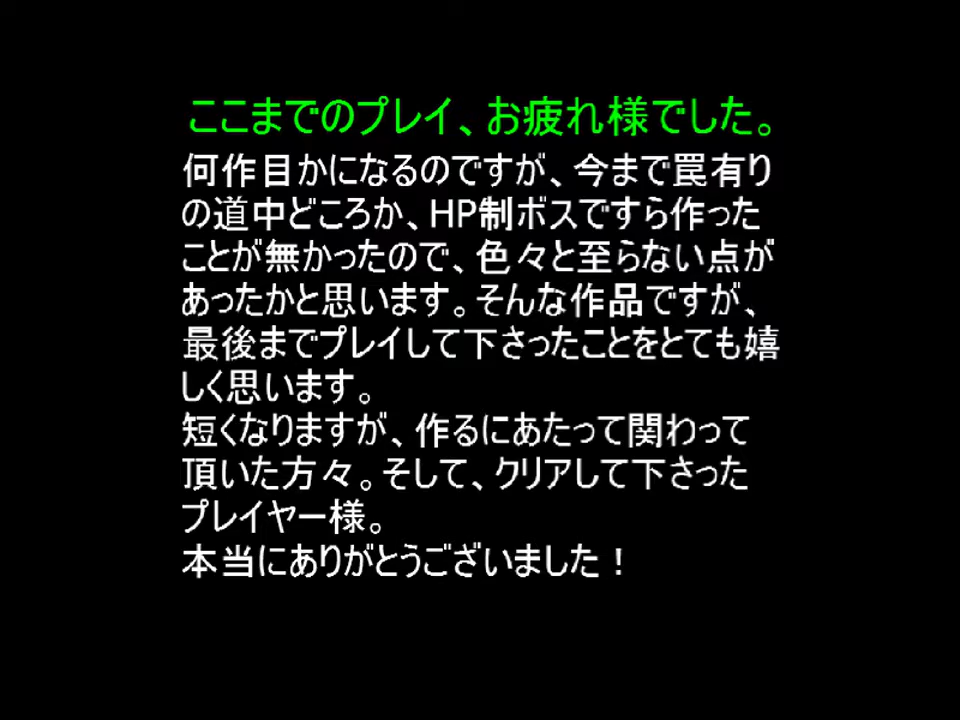 ここまでのプレイ、お疲れ様でした。
何作目かになるのですが、今まで罠有り
の道中どころか、HP制ボスですら作った
ことが無かったので、色々と至らない点が
あったかと思います。そんな作品ですが、
最後までプレイして下さったことをとても嬉
しく思います。
短くなりますが、作るにあたって関わって
頂いた方々。そして、クリアして下さった
プレイヤー様。
本当にありがとうございました！